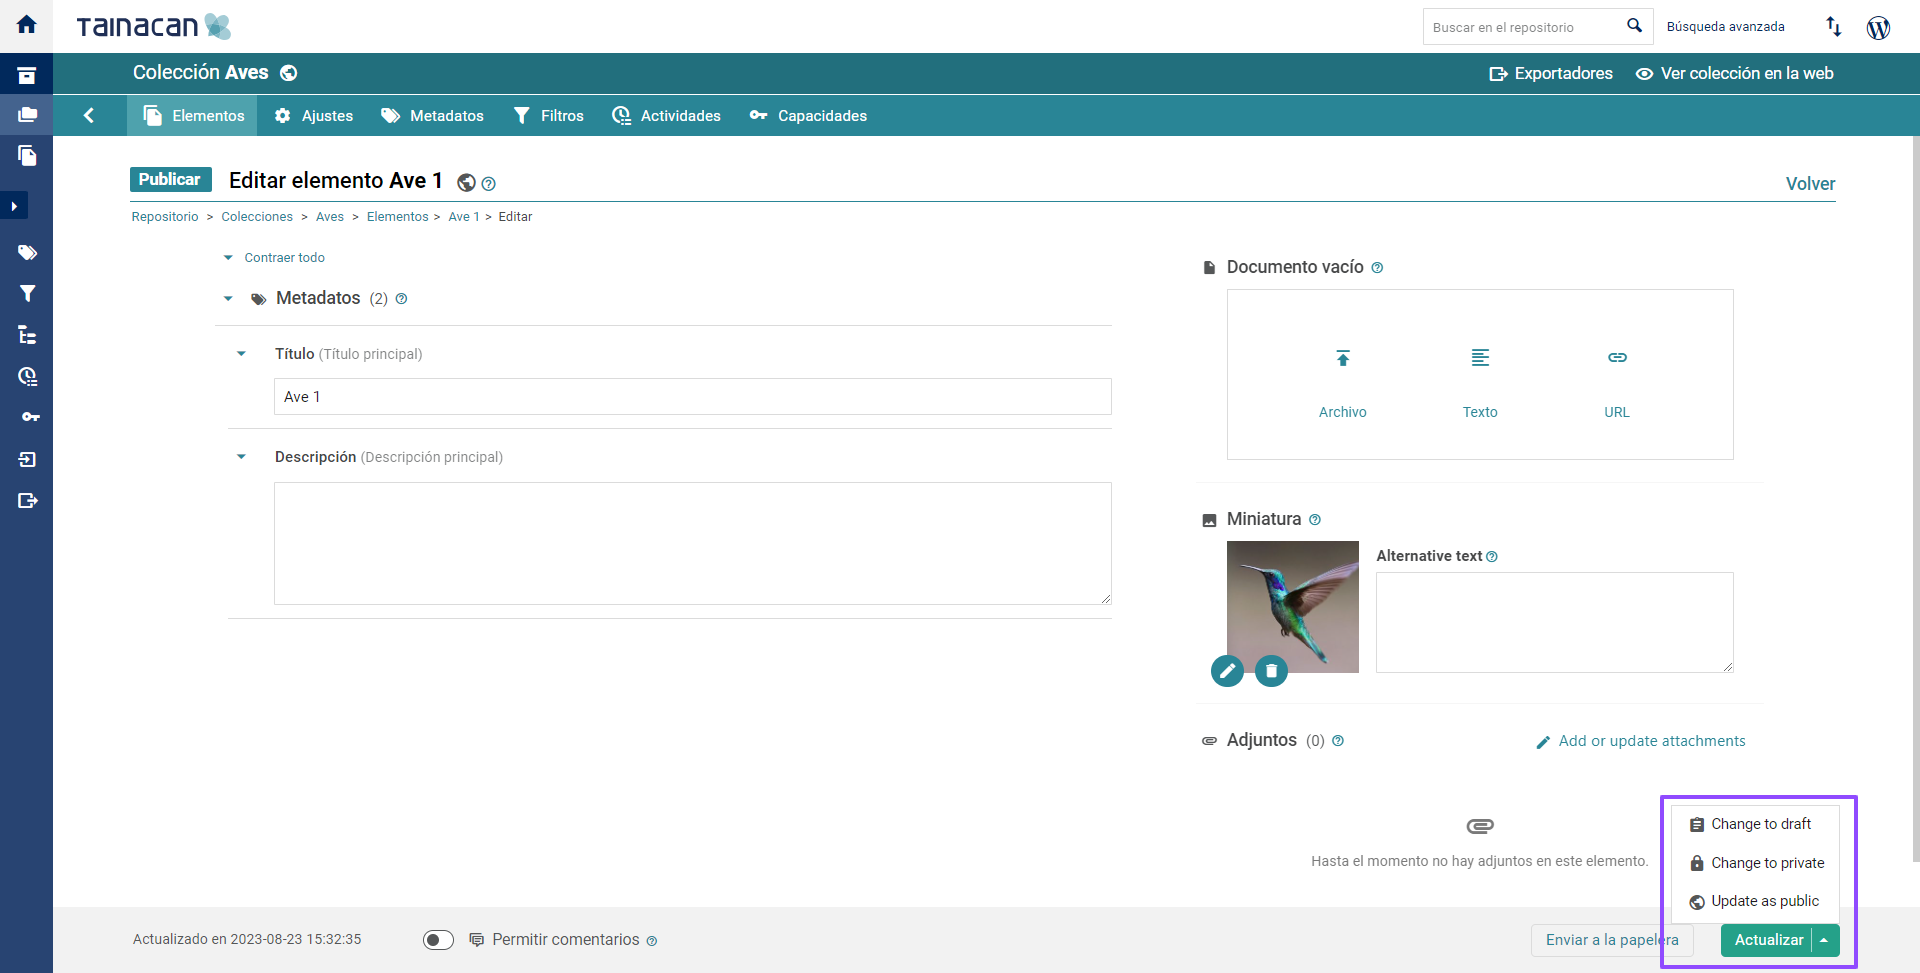 Tainacan
Buscar en el repositorio
Búsqueda avanzada
Colección Aves
Exportadores
Ver colección en la web
Elementos
Ajustes
Metadatos
Filtros
Actividades
Capacidades
Publicar
Editar elemento Ave 1
Volver
Repositorio > Colecciones > Aves > Elementos > Ave 1 > Editar
Contraer todo
Metadatos (2)
Título (Título principal)
Ave 1
Descripción (Descripción principal)
Documento vacío
Archivo
Texto
URL
Miniatura
Alternative text
Adjuntos (0)
Add or update attachments
Hasta el momento no hay adjuntos en este elemento.
Change to draft
Change to private
Update as public
Actualizado en 2023-08-23 15:32:35
Permitir comentarios
Enviar a la papelera
Actualizar